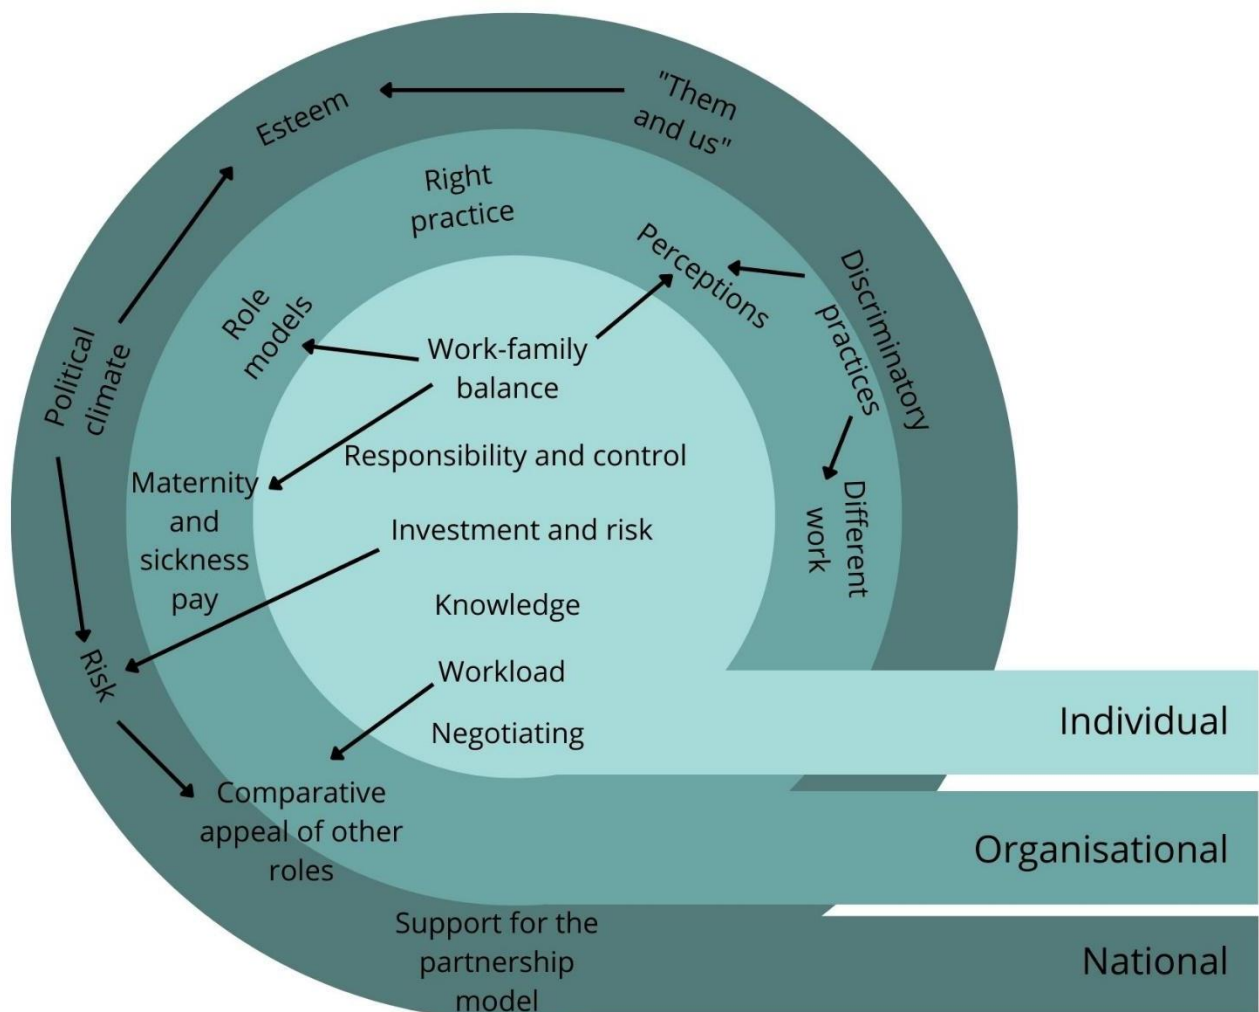 Esteem
"Them
and us"
Right
practice
Perceptions
Discriminatory
practices
Role
models
Political
climate
Work-family
balance
Responsibility and control
Maternity
and
sickness
pay
Different
work
Investment and risk
Knowledge
Risk
Workload
Negotiating
Individual
Comparative
appeal of other
roles
Organisational
Support for the
partnership
model
National